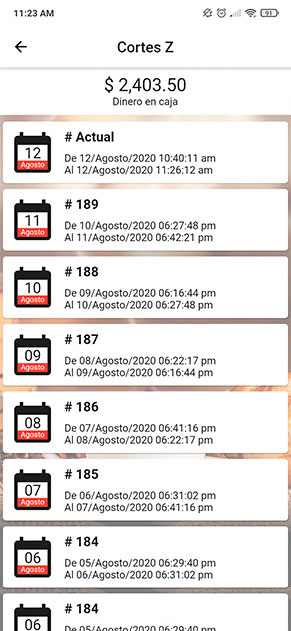 11:23 AM
91
Cortes Z
$ 2,403.50
Dinero en caja
12
Agosto
# Actual
De 12/Agosto/2020 10:40:11 am
Al 12/Agosto/2020 11:26:12 am
11
Agosto
# 189
De 10/Agosto/2020 06:27:48 pm
Al 11/Agosto/2020 06:42:21 pm
10
Agosto
# 188
De 09/Agosto/2020 06:16:44 pm
Al 10/Agosto/2020 06:27:48 pm
09
Agosto
# 187
De 08/Agosto/2020 06:22:17 pm
Al 09/Agosto/2020 06:16:44 pm
08
Agosto
# 186
De 07/Agosto/2020 06:41:16 pm
Al 08/Agosto/2020 06:22:17 pm
07
Agosto
# 185
De 06/Agosto/2020 06:31:02 pm
Al 07/Agosto/2020 06:41:16 pm
06
Agosto
# 184
De 05/Agosto/2020 06:29:40 pm
Al 06/Agosto/2020 06:31:02 pm
06
# 184
De 05/Agosto/2020 06:29:40 pm